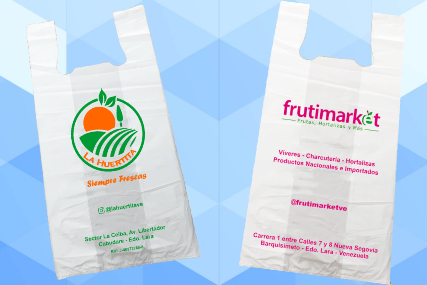 LA HUERTITA
Siempre Frescas
@lahuertitave
Sector La Ceiba, Av. Libertador
Cabudare - Edo. Lara
frutimarket
Frutas, Hortalizas y Más
Víveres - Charcutería - Hortalizas
Productos Nacionales e Importados
@frutimarketve
Carrera 1 entre Calles 7 y 8 Nueva Segovia
Barquisimeto - Edo. Lara - Venezuela